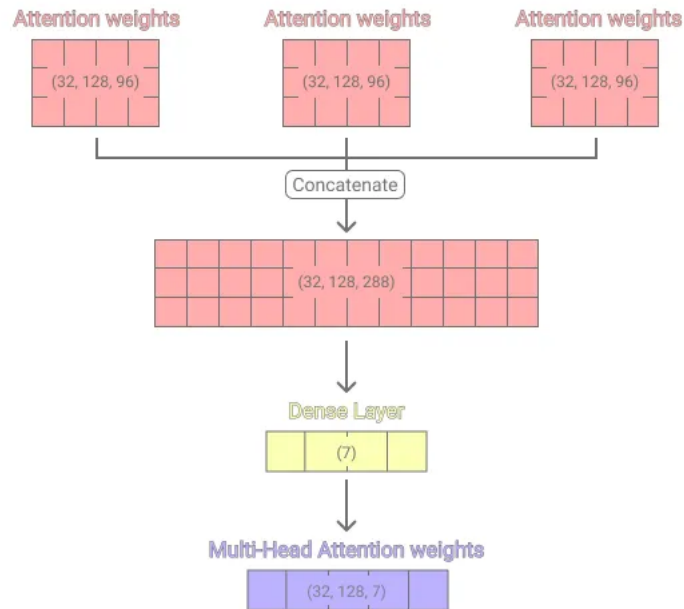 Attention weights Attention weights Attention weights
(32, 128, 96) (32, 128, 96) (32, 128, 96)
Concatenate
(32, 128, 288)
Dense Layer
(7)
Multi-Head Attention weights
(32, 128, 7)